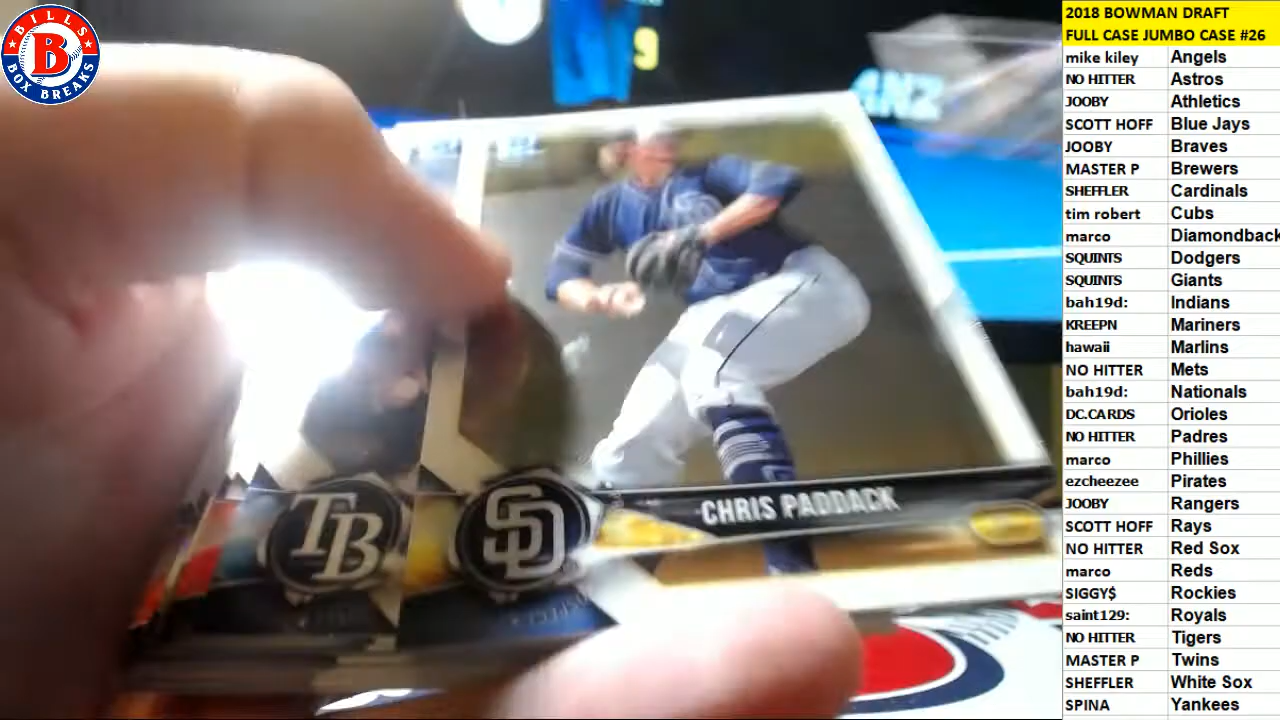 BILLS
B
BOX BREAKS
9
ANZ
TB
SD
CHRIS PADDACK
2018 BOWMAN DRAFT
FULL CASE JUMBO CASE #26
mike kiley Angels
NO HITTER Astros
JOOBY Athletics
SCOTT HOFF Blue Jays
JOOBY Braves
MASTER P Brewers
SHEFFLER Cardinals
tim robert Cubs
marco Diamondback
SQUINTS Dodgers
SQUINTS Giants
bah19d: Indians
KREEPN Mariners
hawaii Marlins
NO HITTER Mets
bah19d: Nationals
DC.CARDS Orioles
NO HITTER Padres
marco Phillies
ezcheezee Pirates
JOOBY Rangers
SCOTT HOFF Rays
NO HITTER Red Sox
marco Reds
SIGGY$ Rockies
saint129: Royals
NO HITTER Tigers
MASTER P Twins
SHEFFLER White Sox
SPINA Yankees